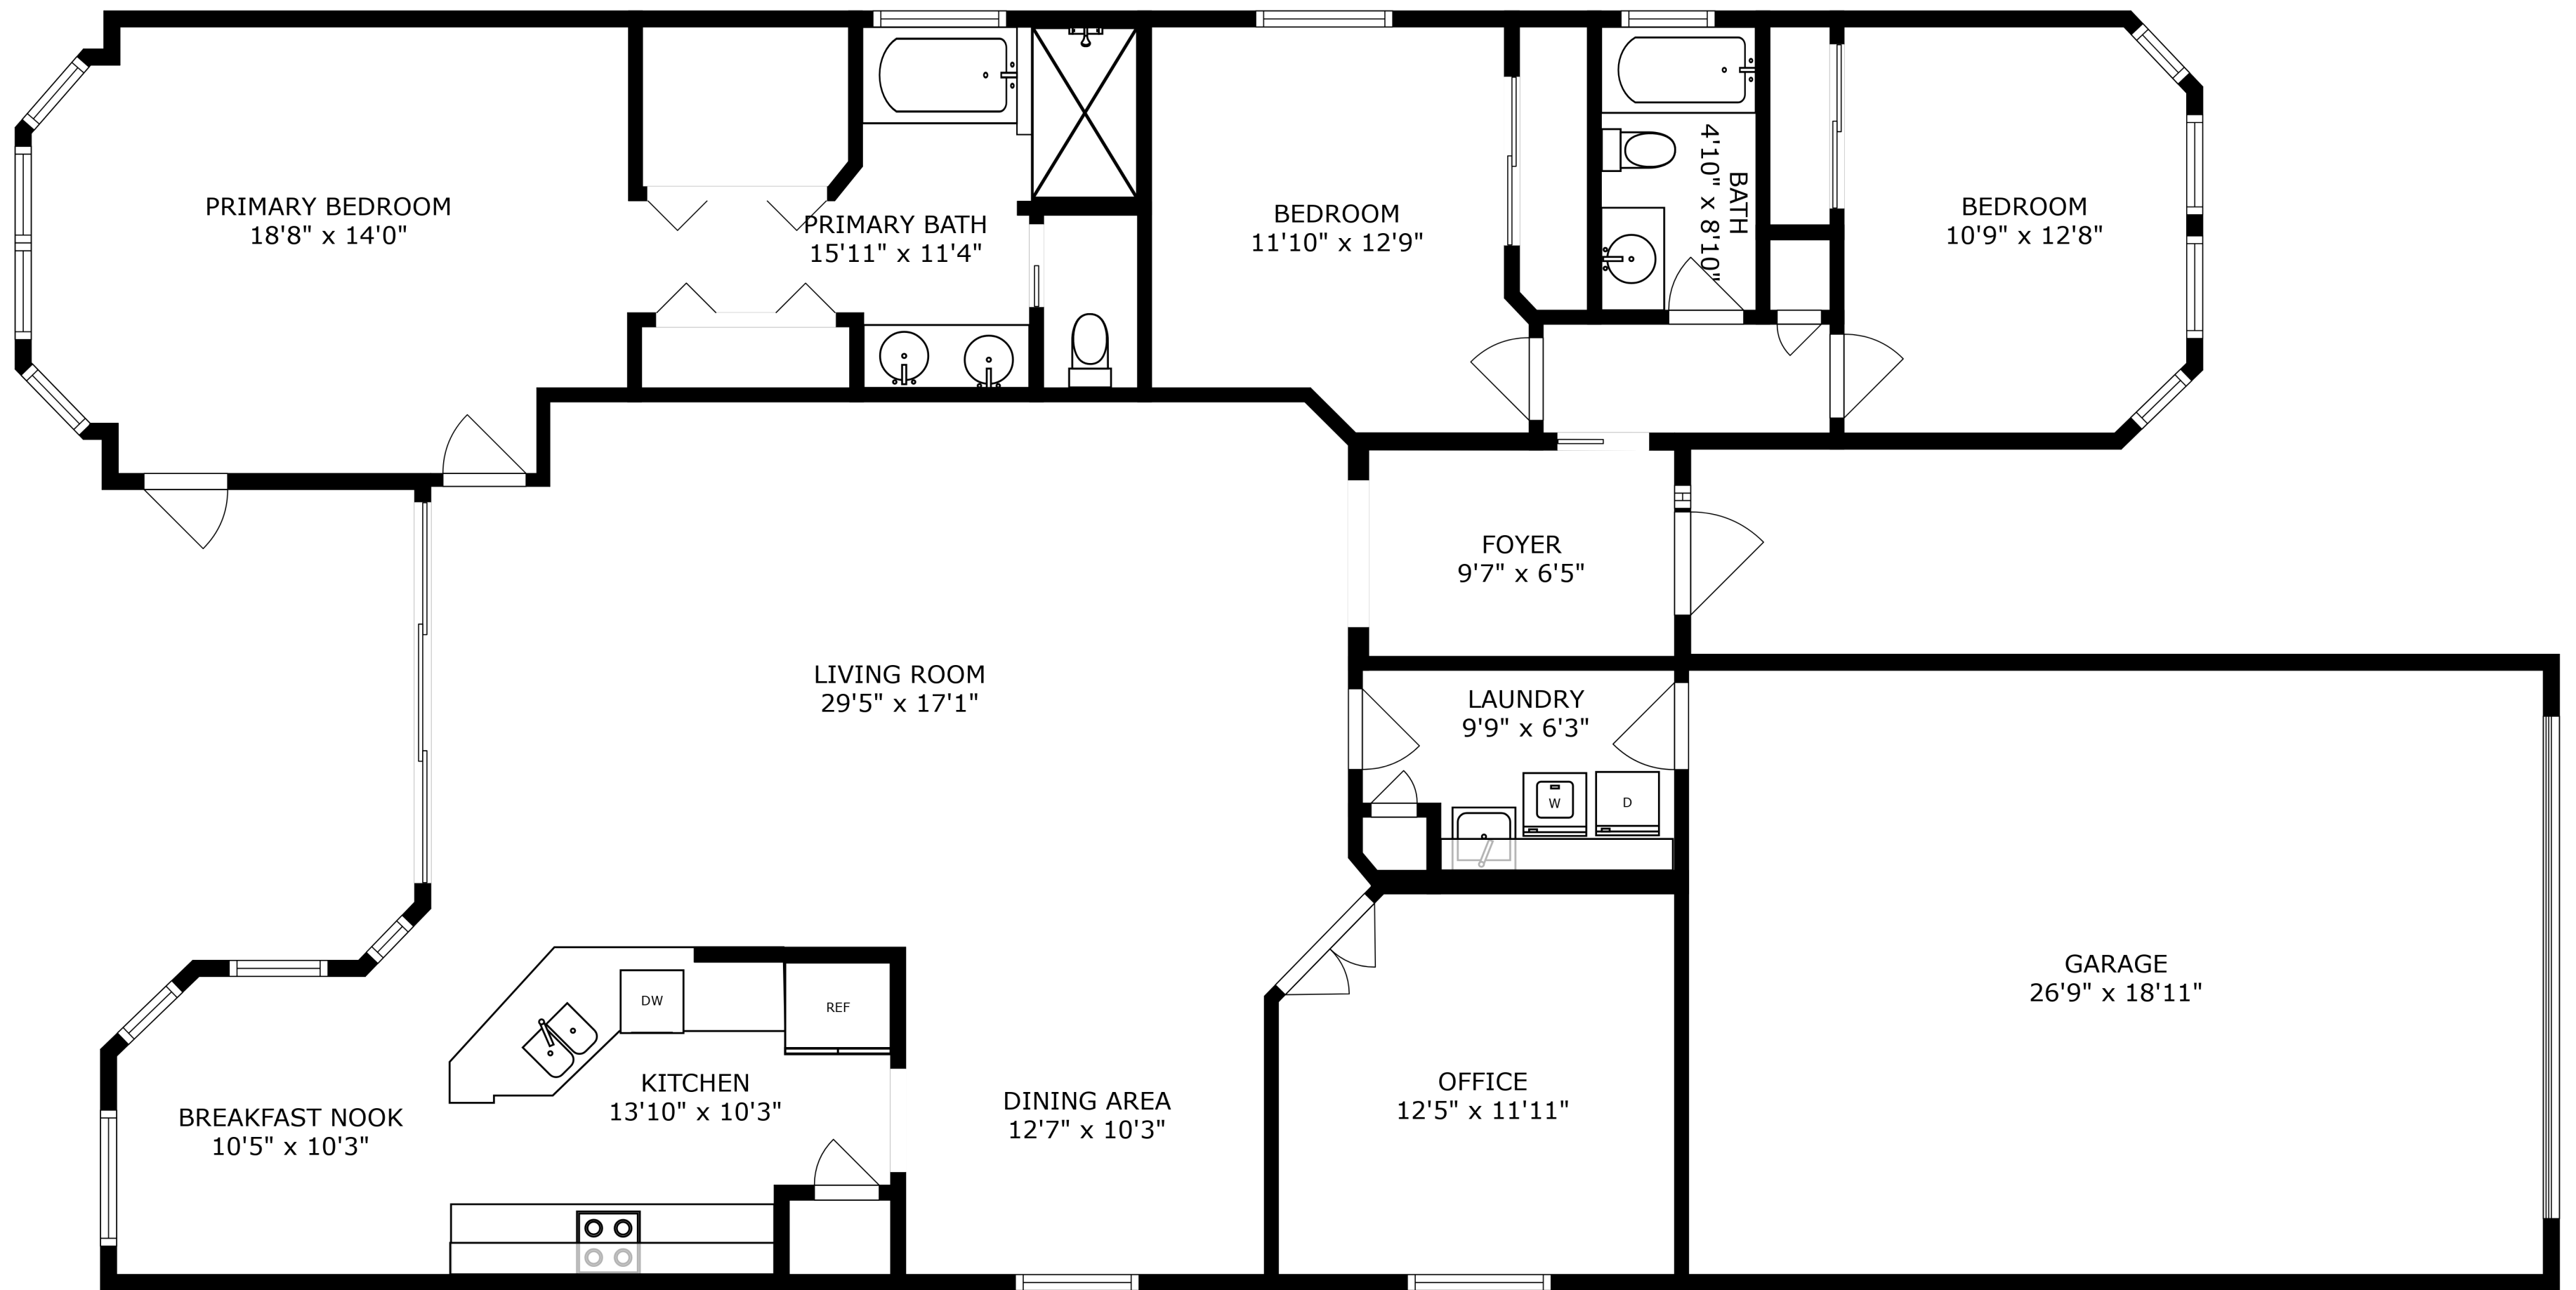 PRIMARY BEDROOM
18'8" x 14'0"
PRIMARY BATH
15'11" x 11'4"
BEDROOM
11'10" x 12'9"
BATH
4'10" x 8'10"
BEDROOM
10'9" x 12'8"
FOYER
9'7" x 6'5"
LIVING ROOM
29'5" x 17'1"
LAUNDRY
9'9" x 6'3"
W
D
GARAGE
26'9" x 18'11"
DW
REF
KITCHEN
13'10" x 10'3"
BREAKFAST NOOK
10'5" x 10'3"
DINING AREA
12'7" x 10'3"
OFFICE
12'5" x 11'11"